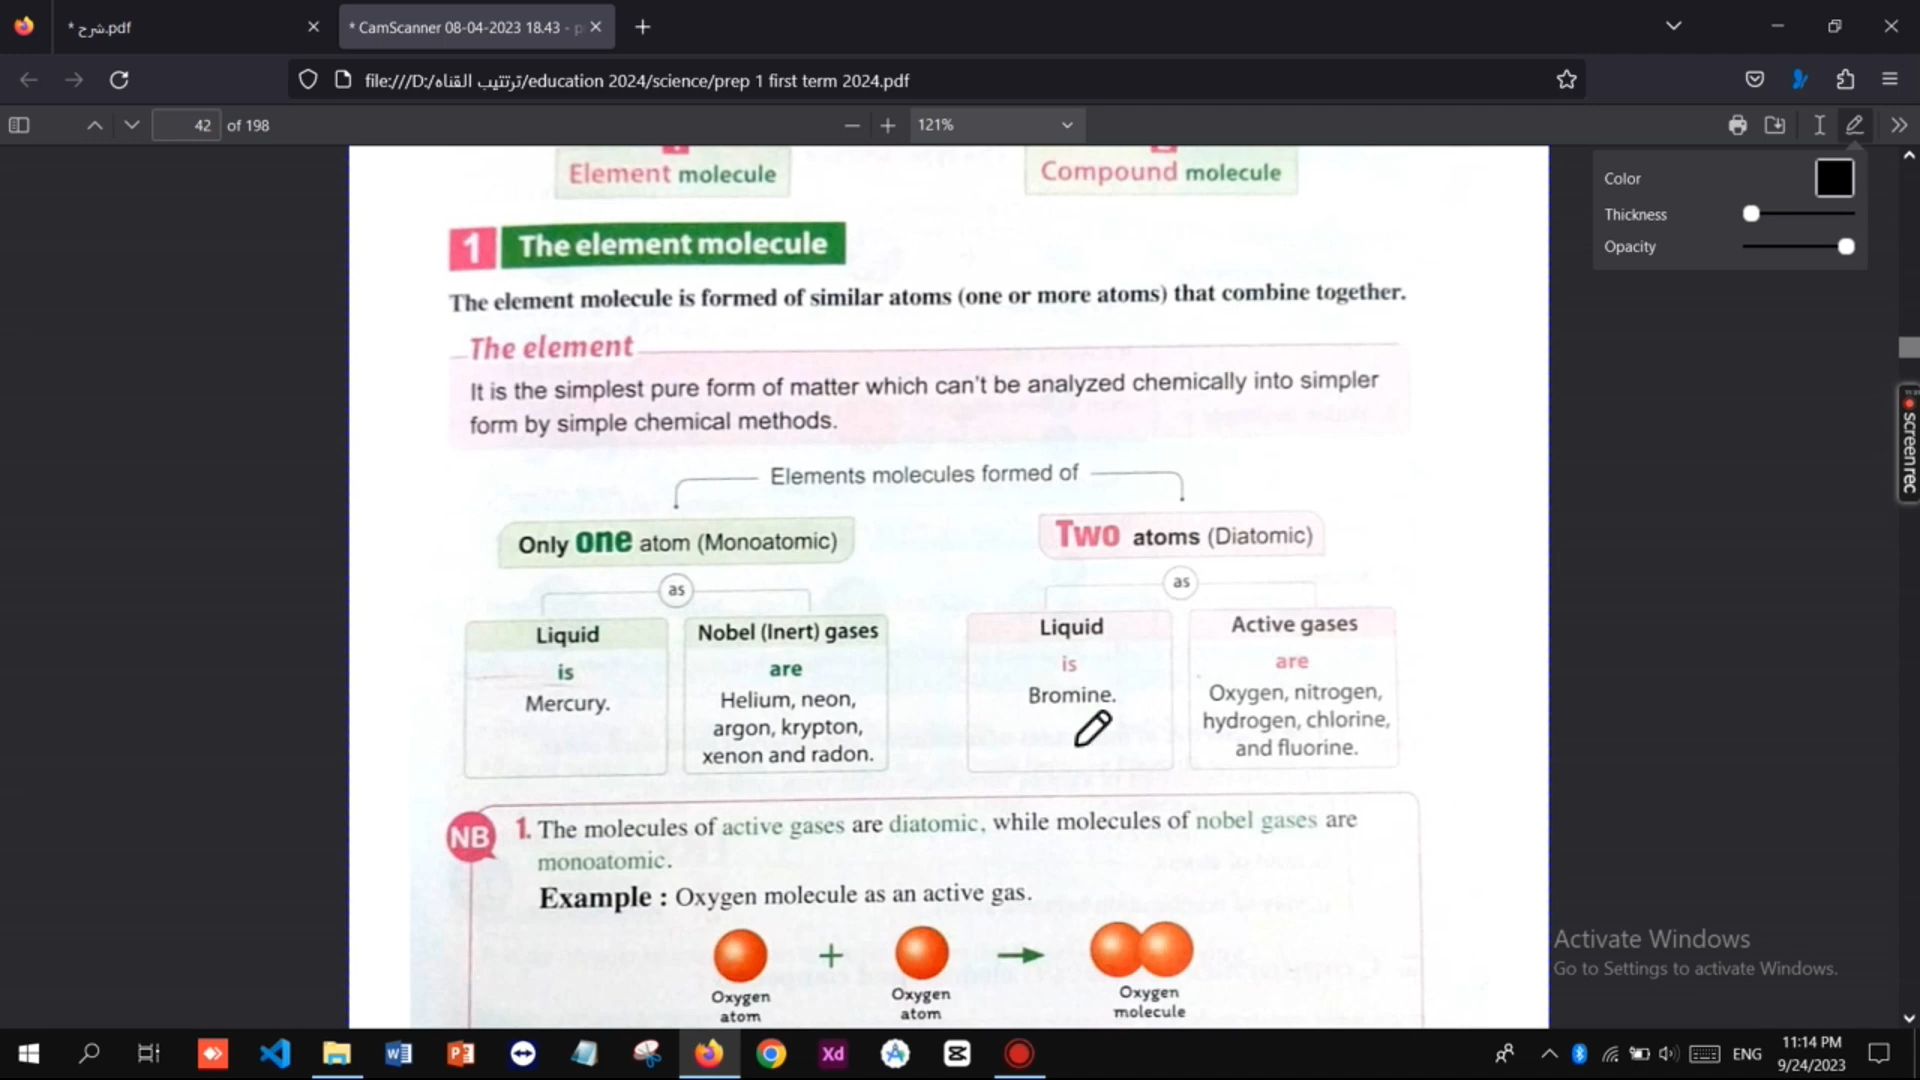 * شرح.pdf
* CamScanner 08-04-2023 18.43 - p
file:///D:/ترتتيب القناه/education 2024/science/prep 1 first term 2024.pdf
42 of 198
121%
Color
Thickness
Opacity
Element molecule
Compound molecule
1 The element molecule
The element molecule is formed of similar atoms (one or more atoms) that combine together.
The element
It is the simplest pure form of matter which can't be analyzed chemically into simpler
form by simple chemical methods.
Elements molecules formed of
Only one atom (Monoatomic)
Two atoms (Diatomic)
as
as
Liquid
is
Mercury.
Nobel (Inert) gases
are
Helium, neon,
argon, krypton,
xenon and radon.
Liquid
is
Bromine.
Active gases
are
Oxygen, nitrogen,
hydrogen, chlorine,
and fluorine.
NB
1. The molecules of active gases are diatomic, while molecules of nobel gases are
monoatomic.
Example : Oxygen molecule as an active gas.
+
Oxygen
atom
Oxygen
atom
Oxygen
molecule
screenrec
Activate Windows
Go to Settings to activate Windows.
Xd
ENG
11:14 PM
9/24/2023